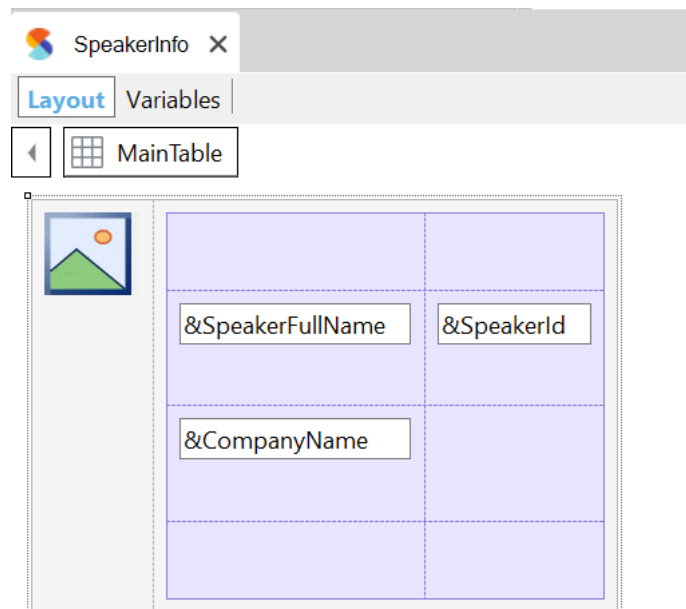 SpeakerInfo
Layout Variables
MainTable
&SpeakerFullName &SpeakerId
&CompanyName